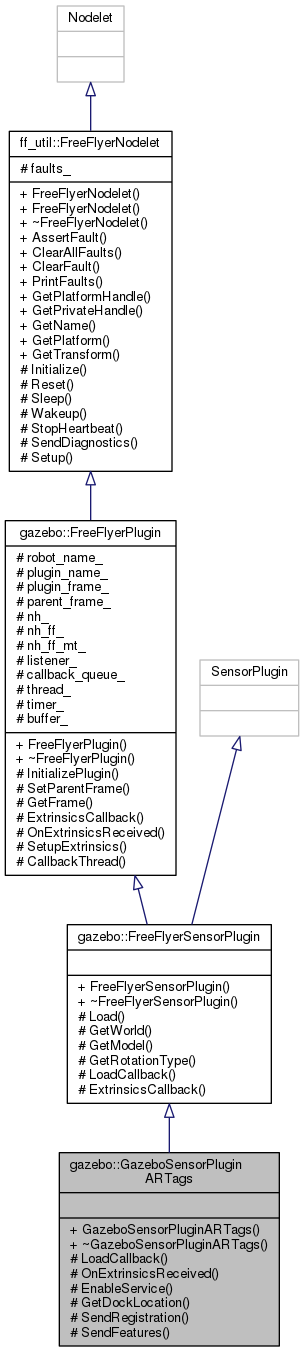 Nodelet
ff_util::FreeFlyerNodelet
# faults_
+ FreeFlyerNodelet()
+ FreeFlyerNodelet()
+ ~FreeFlyerNodelet()
+ AssertFault()
+ ClearAllFaults()
+ ClearFault()
+ PrintFaults()
+ GetPlatformHandle()
+ GetPrivateHandle()
+ GetName()
+ GetPlatform()
+ GetTransform()
# Initialize()
# Reset()
# Sleep()
# Wakeup()
# StopHeartbeat()
# SendDiagnostics()
# Setup()
gazebo::FreeFlyerPlugin
# robot_name_
# plugin_name_
# plugin_frame_
# parent_frame_
# nh_
# nh_ff_
# nh_ff_mt_
# listener_
# callback_queue_
# thread_
# timer_
# buffer_
+ FreeFlyerPlugin()
+ ~FreeFlyerPlugin()
# InitializePlugin()
# SetParentFrame()
# GetFrame()
# ExtrinsicsCallback()
# OnExtrinsicsReceived()
# SetupExtrinsics()
# CallbackThread()
SensorPlugin
gazebo::FreeFlyerSensorPlugin
+ FreeFlyerSensorPlugin()
+ ~FreeFlyerSensorPlugin()
# Load()
# GetWorld()
# GetModel()
# GetRotationType()
# LoadCallback()
# ExtrinsicsCallback()
gazebo::GazeboSensorPlugin
ARTags
+ GazeboSensorPluginARTags()
+ ~GazeboSensorPluginARTags()
# LoadCallback()
# OnExtrinsicsReceived()
# EnableService()
# GetDockLocation()
# SendRegistration()
# SendFeatures()